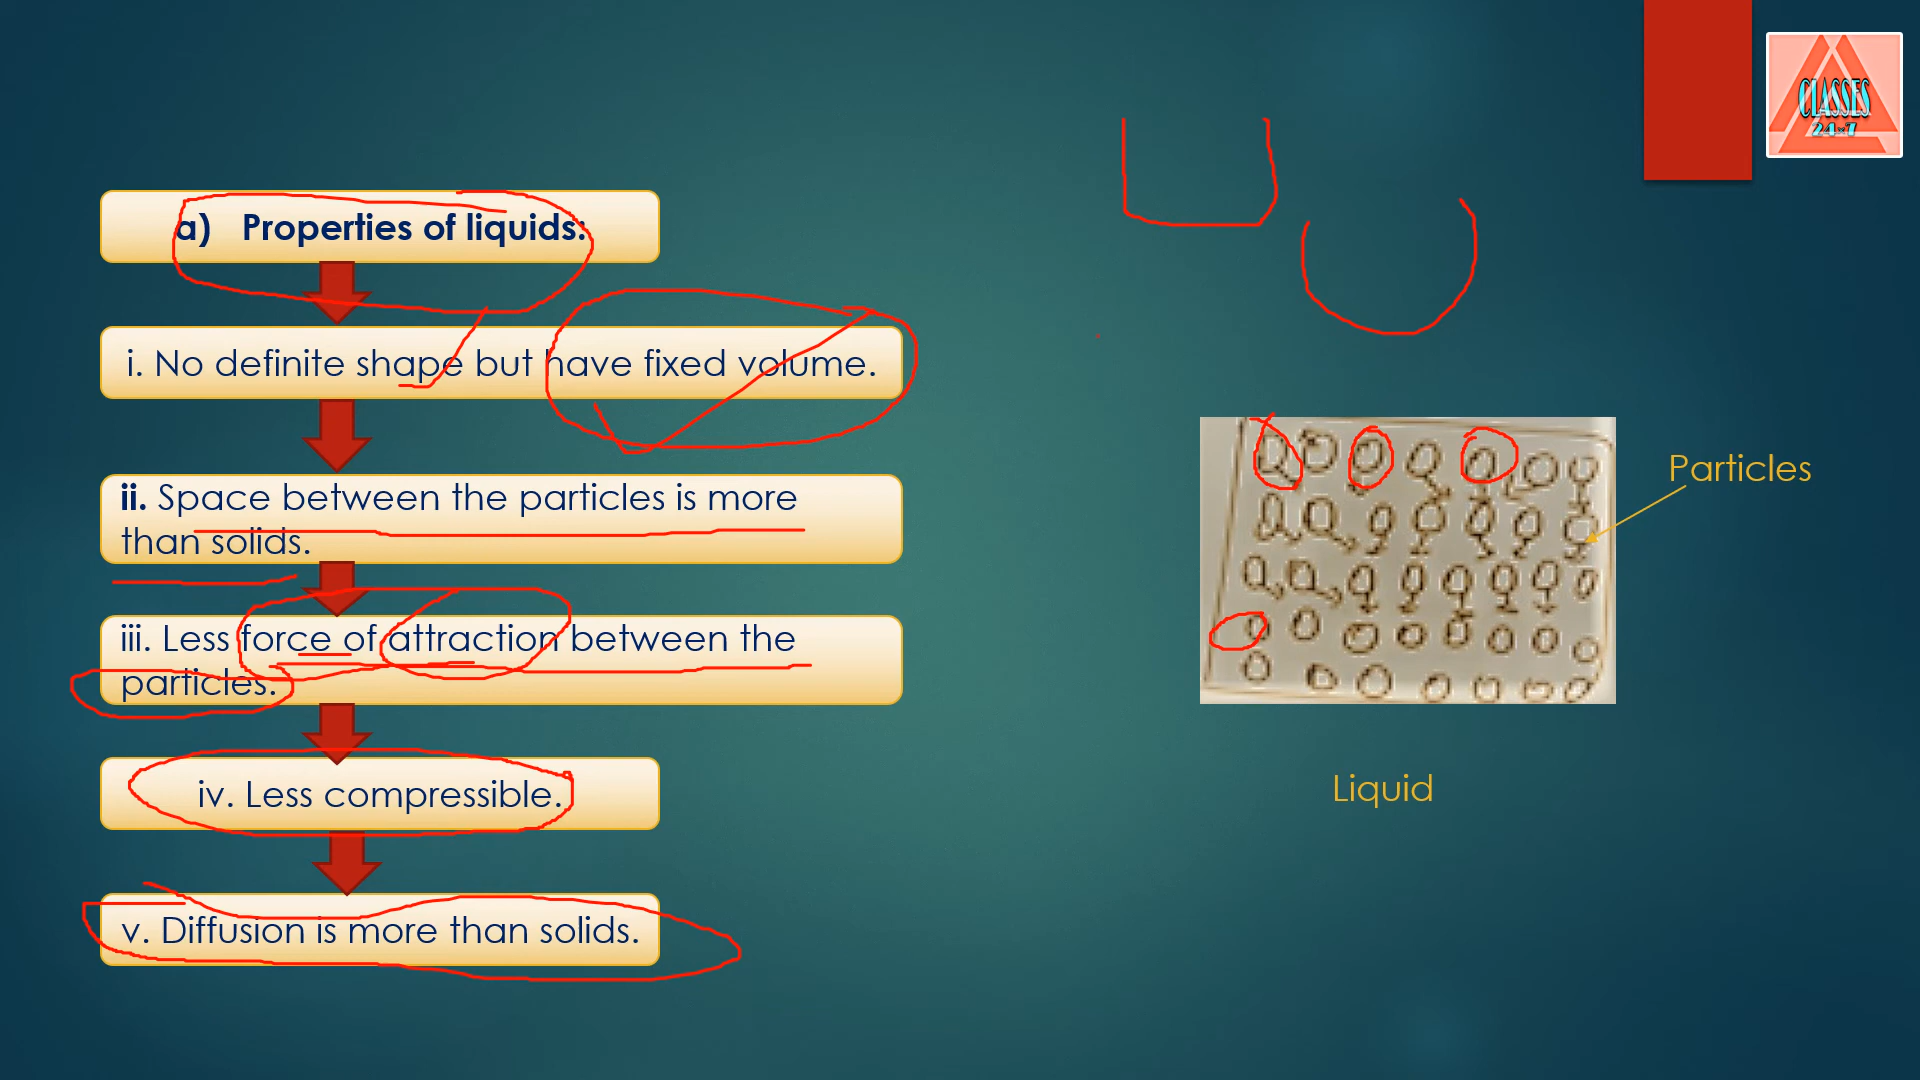 CLASSES
24×7
a) Properties of liquids:
i. No definite shape but have fixed volume.
ii. Space between the particles is more
than solids.
iii. Less force of attraction between the
particles.
iv. Less compressible.
v. Diffusion is more than solids.
Particles
Liquid